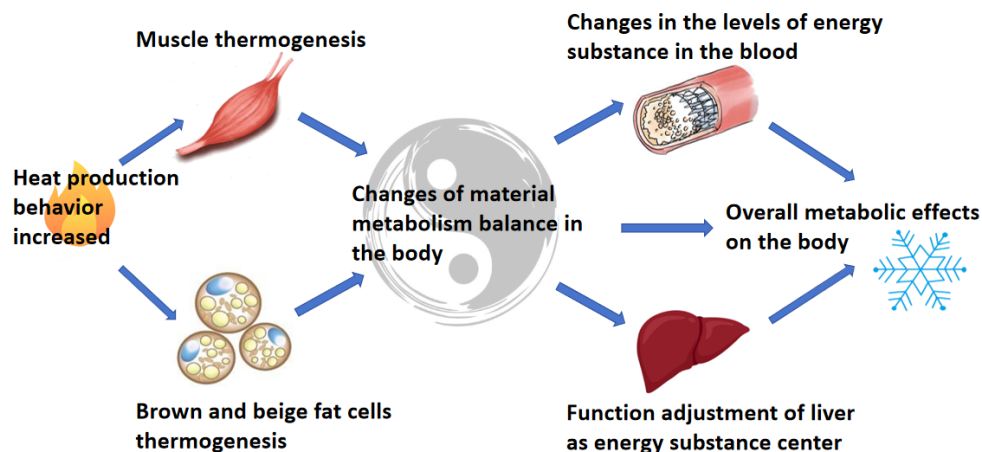 Muscle thermogenesis
Changes in the levels of energy
substance in the blood
Heat production
behavior
increased
Changes of material
metabolism balance in
the body
Overall metabolic effects
on the body
Brown and beige fat cells
thermogenesis
Function adjustment of liver
as energy substance center